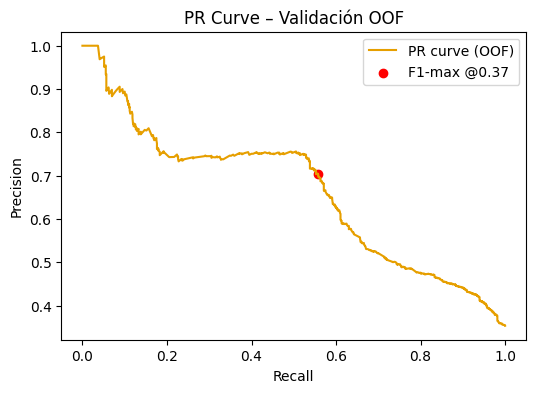 PR Curve – Validación OOF
PR curve (OOF)
F1-max @0.37
Precision
1.0
0.9
0.8
0.7
0.6
0.5
0.4
0.0 0.2 0.4 0.6 0.8 1.0
Recall